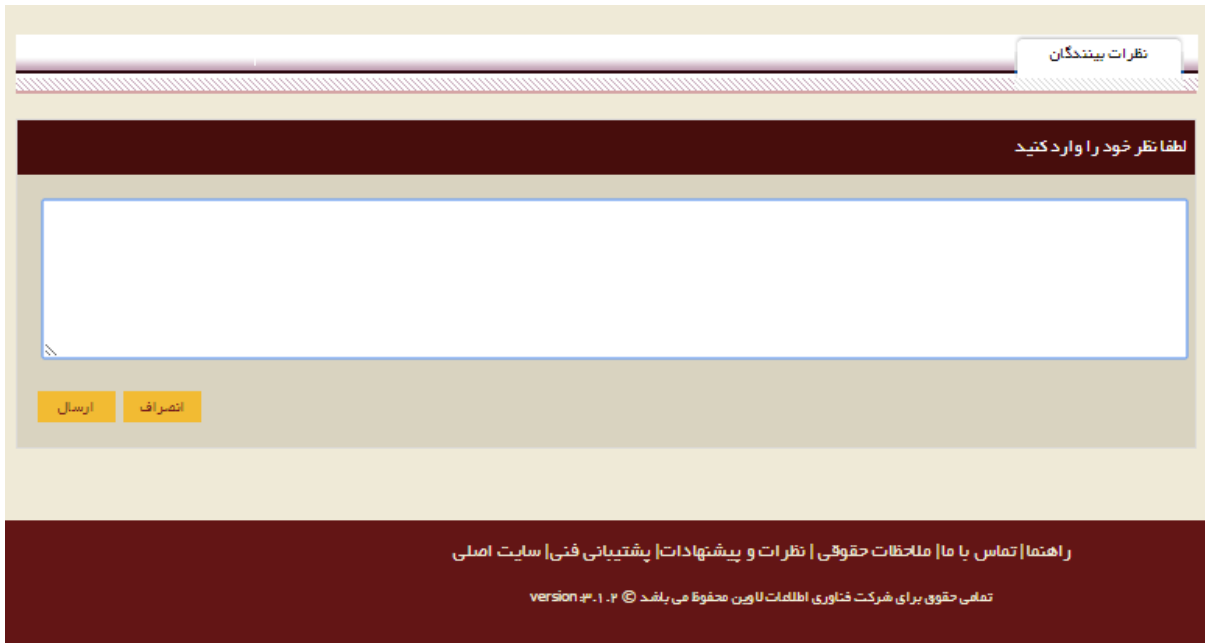 نظرات بینندگان
لطفا نظر خود را وارد کنید
انصراف
ارسال
راهنما| تماس با ما| ملاحظات حقوقی | نظرات و پیشنهادات| پشتیبانی فنی| سایت اصلی
تمامی حقوق برای شرکت فناوری اطلاعات لاوین محفوظ می باشد © version :۳.۱.۲